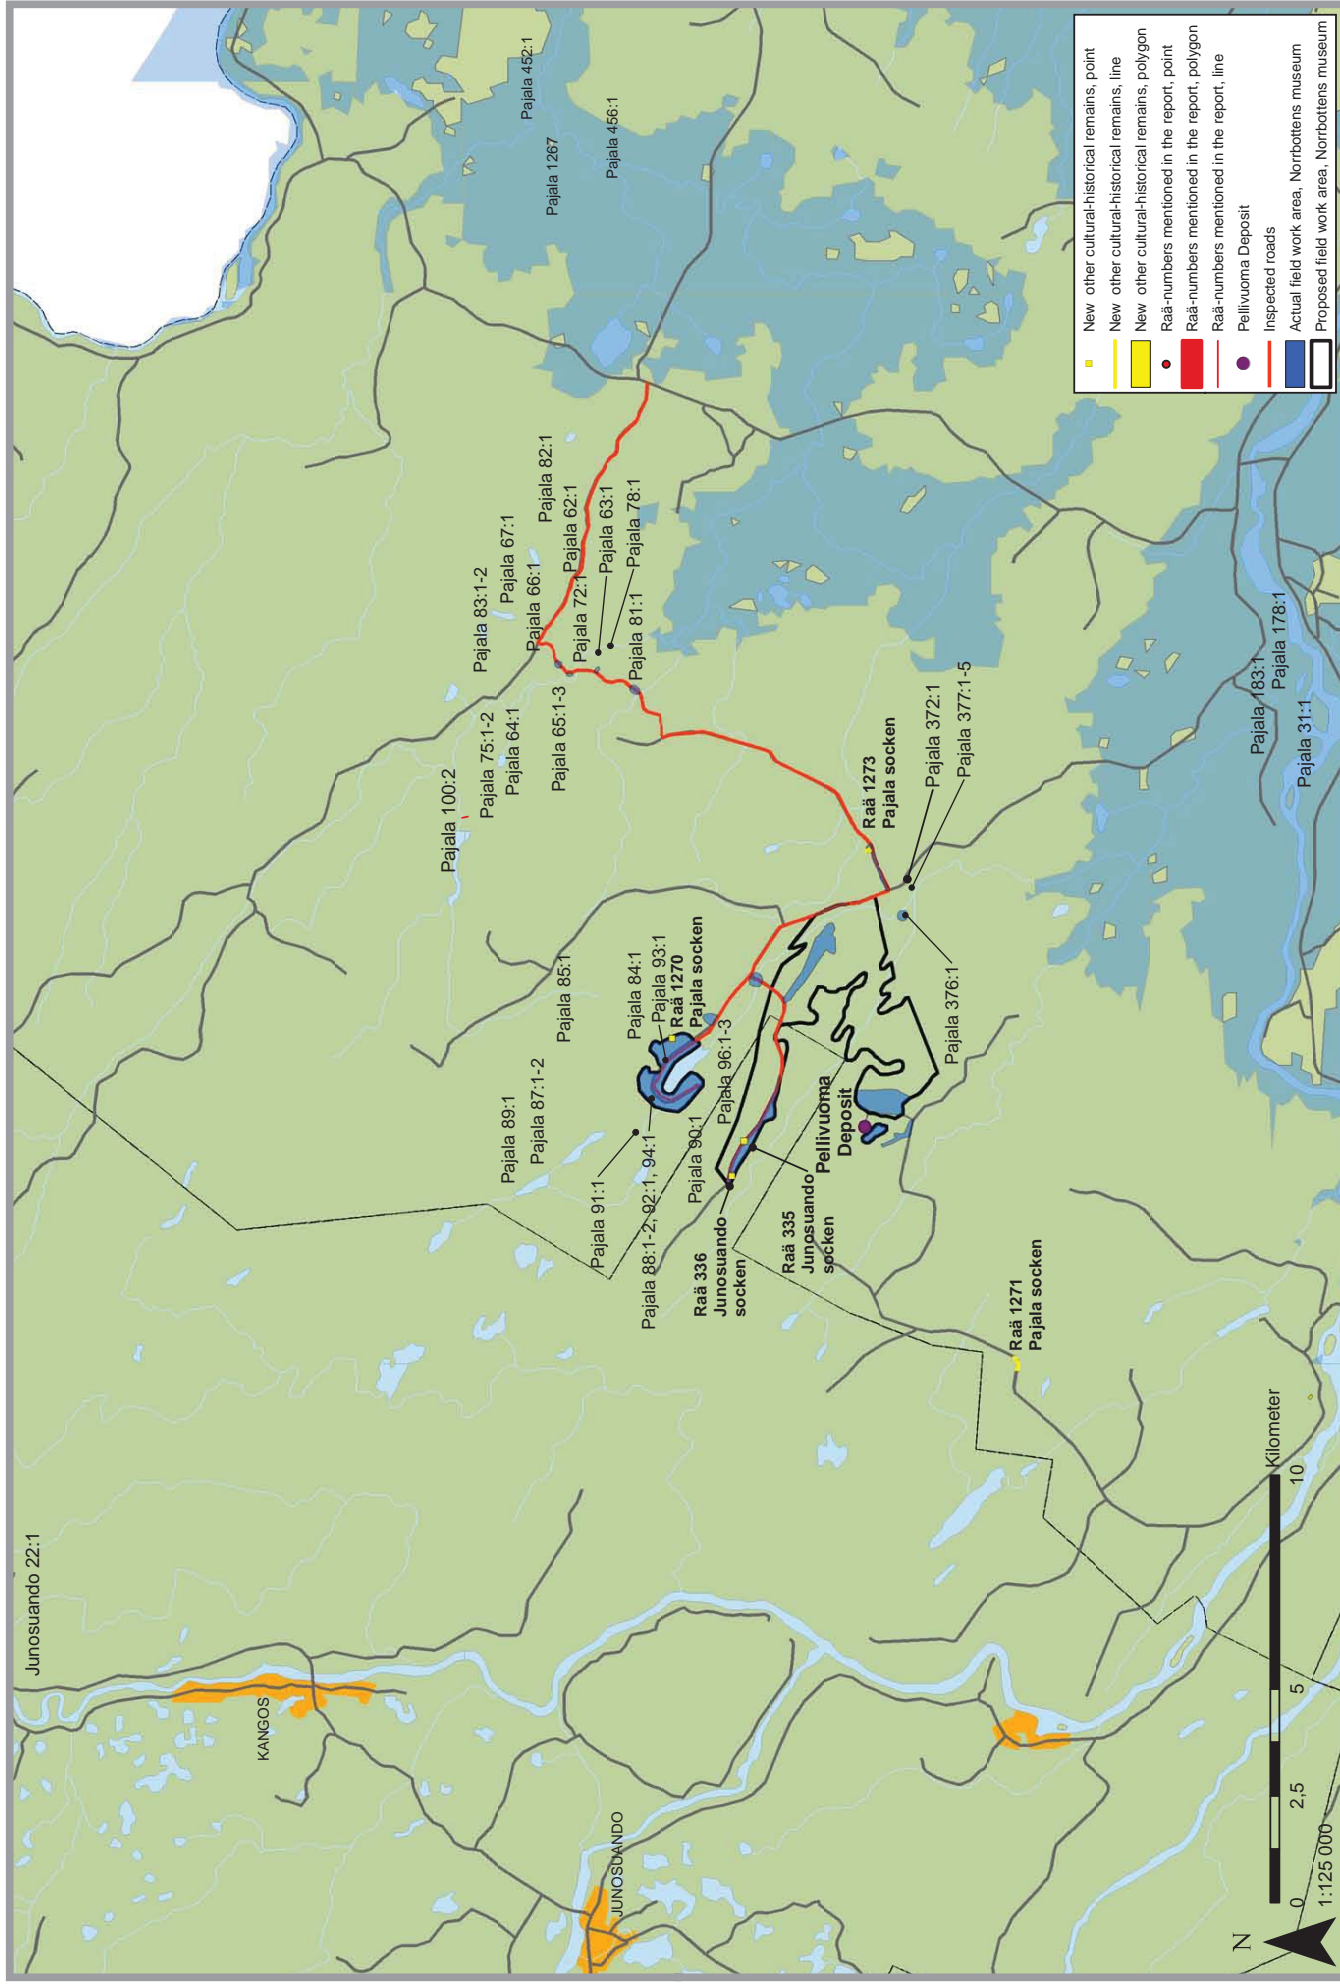 Junosuando 22:1
KANGOS
JUNOSUANDO
Pajala 452:1
Pajala 1267
Pajala 456:1
Pajala 82:1
Pajala 62:1
Pajala 63:1
Pajala 78:1
Pajala 67:1
Pajala 83:1-2
Pajala 66:1
Pajala 72:1
Pajala 81:1
Pajala 65:1-3
Pajala 75:1-2
Pajala 64:1
Pajala 100:2
Pajala 85:1
Pajala 84:1
Pajala 93:1
Raä 1270
Pajala socken
Pajala 89:1
Pajala 87:1-2
Pajala 91:1
Pajala 88:1-2, 92:1, 94:1
Pajala 90:1
Pajala 96:1-3
Raä 336
Junosuando
socken
Raä 335
Junosuando
socken
Pellivuoma
Deposit
Raä 1273
Pajala socken
Pajala 372:1
Pajala 377:1-5
Pajala 376:1
Raä 1271
Pajala socken
Pajala 183:1
Pajala 178:1
Pajala 31:1
New other cultural-historical remains, point
New other cultural-historical remains, line
New other cultural-historical remains, polygon
Raä-numbers mentioned in the report, point
Raä-numbers mentioned in the report, polygon
Raä-numbers mentioned in the report, line
Pellivuoma Deposit
Inspected roads
Actual field work area, Norrbottens museum
Proposed field work area, Norrbottens museum
N
Kilometer
0 2,5 5 10
1:125 000